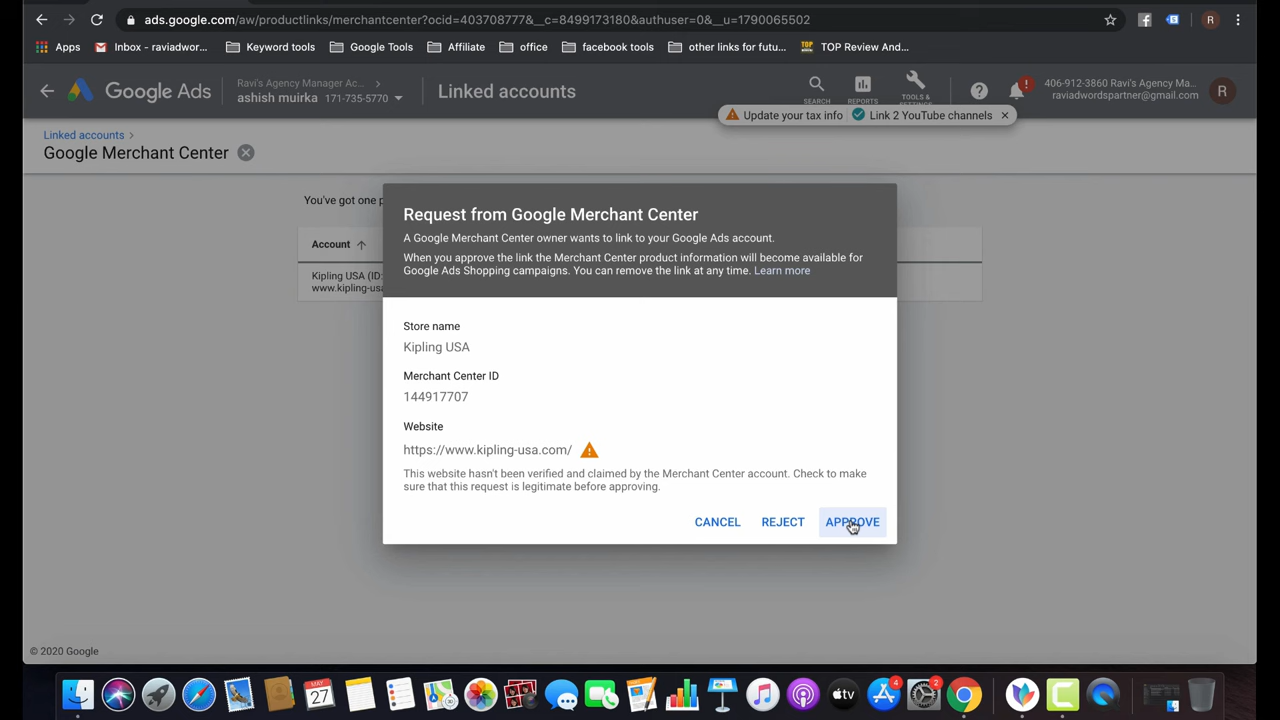 ads.google.com/aw/productlinks/merchantcenter?ocid=403708777&__c=8499173180&authuser=0&__u=1790065502
R
Apps Inbox - raviadwor... Keyword tools Google Tools Affiliate office facebook tools other links for futu... TOP Review And...
Google Ads
Ravi's Agency Manager Ac... >
ashish muirka 171-735-5770
Linked accounts
SEARCH
REPORTS
TOOLS &
406-912-3860 Ravi's Agency Ma...
raviadwordspartner@gmail.com
R
Update your tax info Link 2 YouTube channels
Linked accounts >
Google Merchant Center
You've got one p
Account
Kipling USA (ID:
www.kipling-usa
Request from Google Merchant Center
A Google Merchant Center owner wants to link to your Google Ads account.
When you approve the link the Merchant Center product information will become available for
Google Ads Shopping campaigns. You can remove the link at any time. Learn more
Store name
Kipling USA
Merchant Center ID
144917707
Website
https://www.kipling-usa.com/
This website hasn't been verified and claimed by the Merchant Center account. Check to make
sure that this request is legitimate before approving.
CANCEL REJECT APPROVE
© 2020 Google
MAY
27
tv
4
2